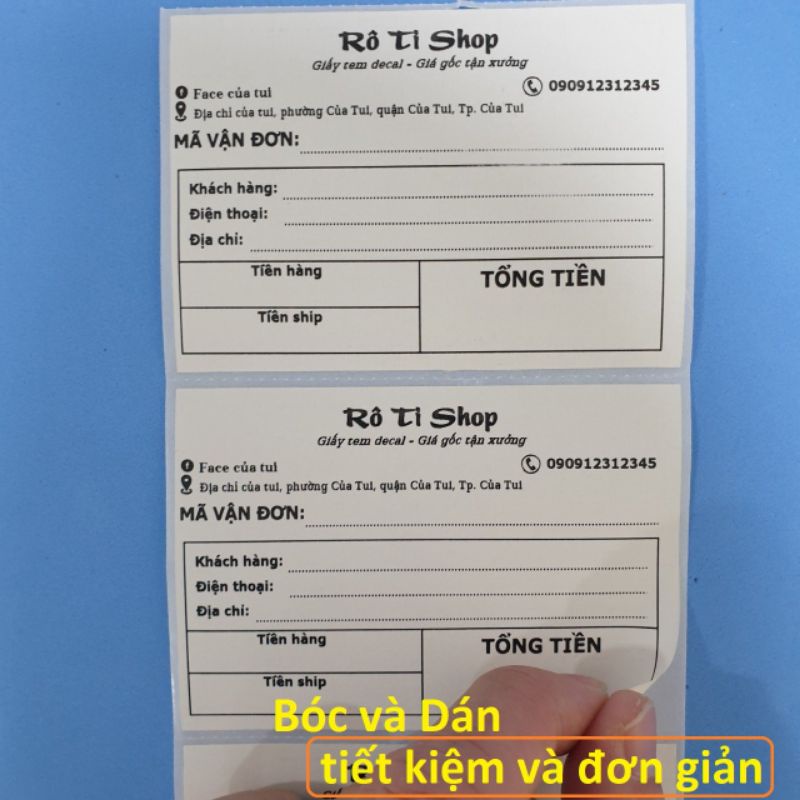 Rô Ti Shop
Giấy tem decal - Giá gốc tận xưởng
Face của tui
090912312345
Địa chỉ của tui, phường Của Tui, quận Của Tui, Tp. Của Tui
MÃ VẬN ĐƠN:
Khách hàng:
Điện thoại:
Địa chỉ:
Tiền hàng
TỔNG TIỀN
Tiền ship
Rô Ti Shop
Giấy tem decal - Giá gốc tận xưởng
Face của tui
090912312345
Địa chỉ của tui, phường Của Tui, quận Của Tui, Tp. Của Tui
MÃ VẬN ĐƠN:
Khách hàng:
Điện thoại:
Địa chỉ:
Tiền hàng
TỔNG TIỀN
Tiền ship
Bóc và Dán
tiết kiệm và đơn giản